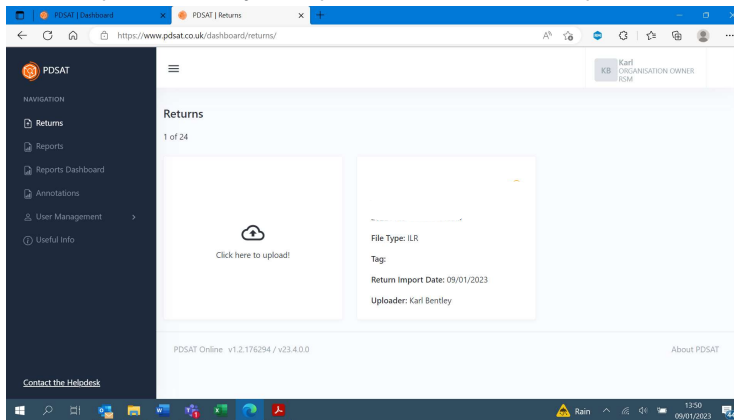 PDSAT | Dashboard
PDSAT | Returns
https://www.pdsat.co.uk/dashboard/returns/
PDSAT
KB
Karl
ORGANISATION OWNER
RSM
NAVIGATION
Returns
Reports
Reports Dashboard
Annotations
User Management
Useful Info
Contact the Helpdesk
Returns
1 of 24
Click here to upload!
File Type: ILR
Tag:
Return Import Date: 09/01/2023
Uploader: Karl Bentley
PDSAT Online v1.2.176294 / v23.4.0.0
About PDSAT
Rain
13:50
09/01/2023